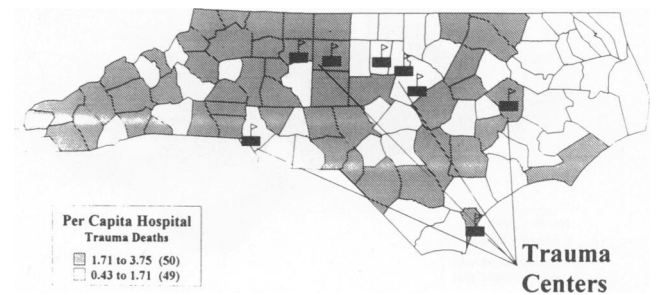 Per Capita Hospital
Trauma Deaths
1.71 to 3.75 (50)
0.43 to 1.71 (49)
Trauma
Centers